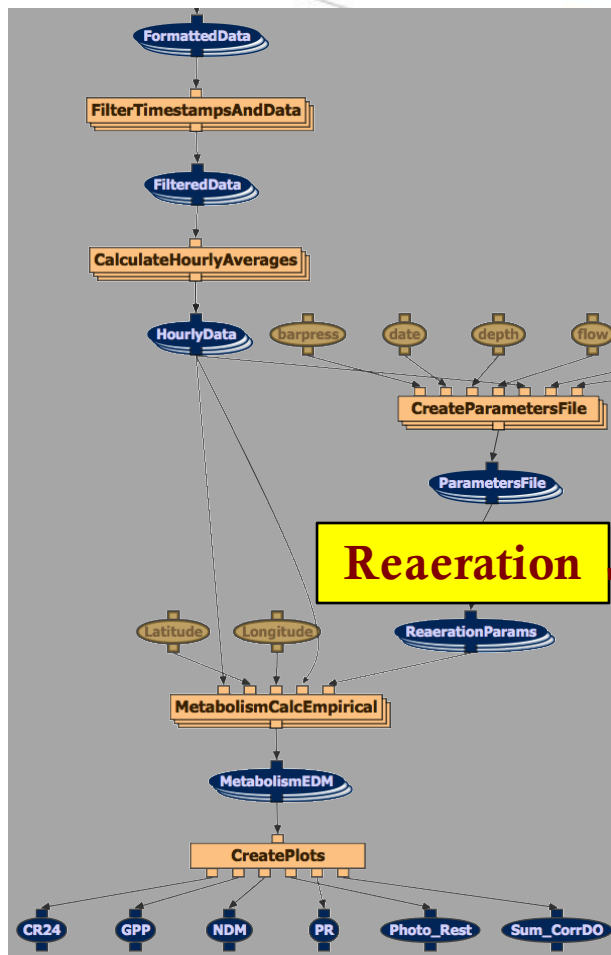 FormattedData
FilterTimestampsAndData
FilteredData
CalculateHourlyAverages
HourlyData
barpress
date
depth
flow
CreateParametersFile
ParametersFile
Reaeration
ReaerationParams
Latitude
Longitude
MetabolismCalcEmpirical
MetabolismEDM
CreatePlots
CR24
GPP
NDM
PR
Photo_Rest
Sum_CorrDO